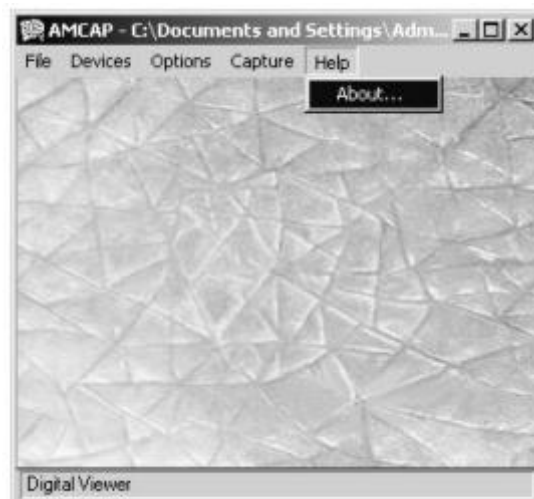 AMCAP - C:\Documents and Settings\Adm...
File Devices Options Capture Help
About...
Digital Viewer